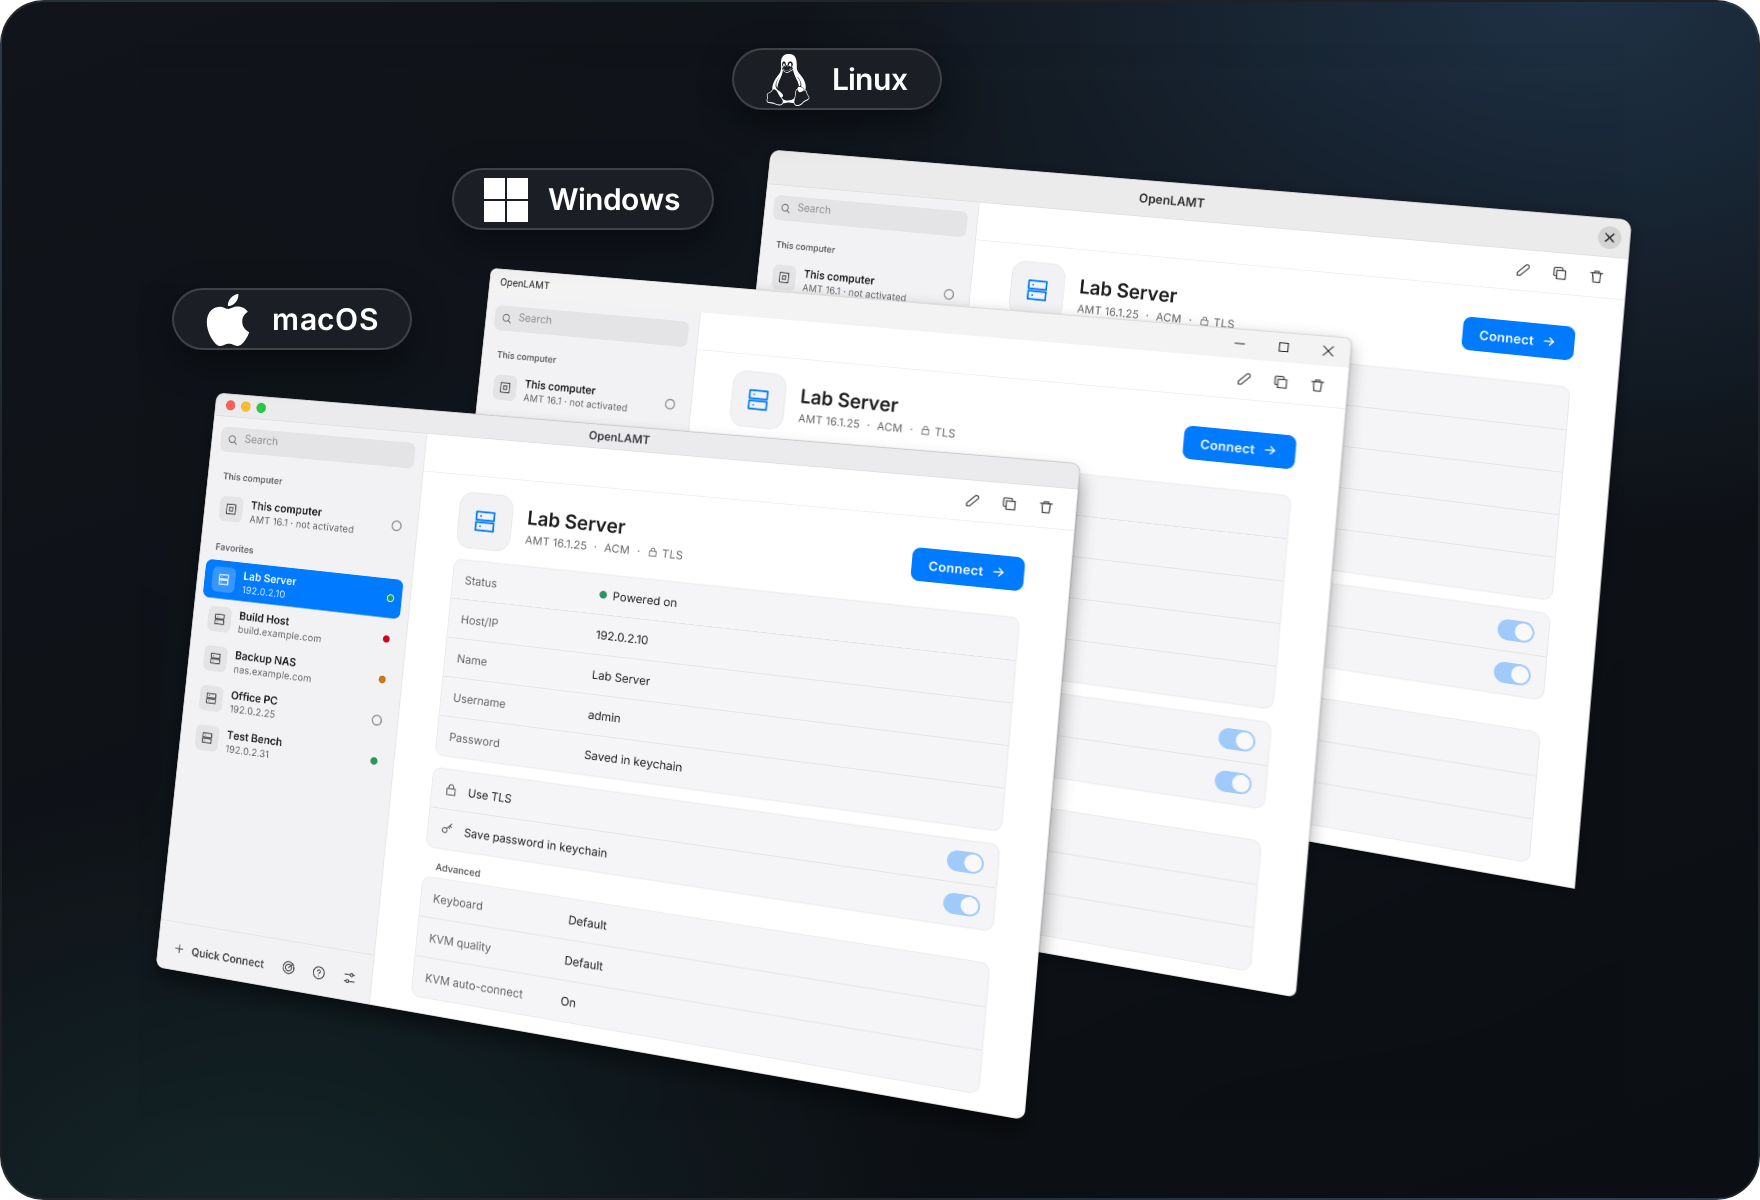 Linux
Windows
macOS
OpenLAMT
Search
This computer
This computer
AMT 16.1 · not activated
Lab Server
AMT 16.1.25 · ACM · TLS
Connect →
OpenLAMT
Search
This computer
This computer
AMT 16.1 · not activated
Lab Server
AMT 16.1.25 · ACM · TLS
Connect →
OpenLAMT
Search
This computer
This computer
AMT 16.1 · not activated
Favorites
Lab Server
192.0.2.10
Build Host
build.example.com
Backup NAS
nas.example.com
Office PC
192.0.2.25
Test Bench
192.0.2.31
+ Quick Connect
Lab Server
AMT 16.1.25 · ACM · TLS
Connect →
Status Powered on
Host/IP 192.0.2.10
Name Lab Server
Username admin
Password Saved in keychain
Use TLS
Save password in keychain
Advanced
Keyboard Default
KVM quality Default
KVM auto-connect On